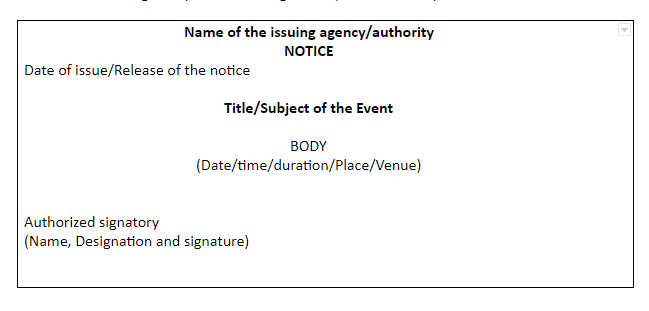 Name of the issuing agency/authority
NOTICE
Date of issue/Release of the notice
Title/Subject of the Event
BODY
(Date/time/duration/Place/Venue)
Authorized signatory
(Name, Designation and signature)